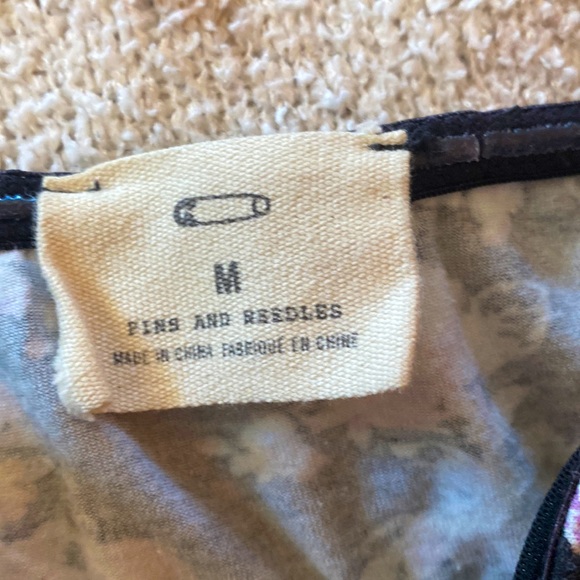 M
PINS AND NEEDLES
MADE IN CHINA FABRIQUE EN CHINE